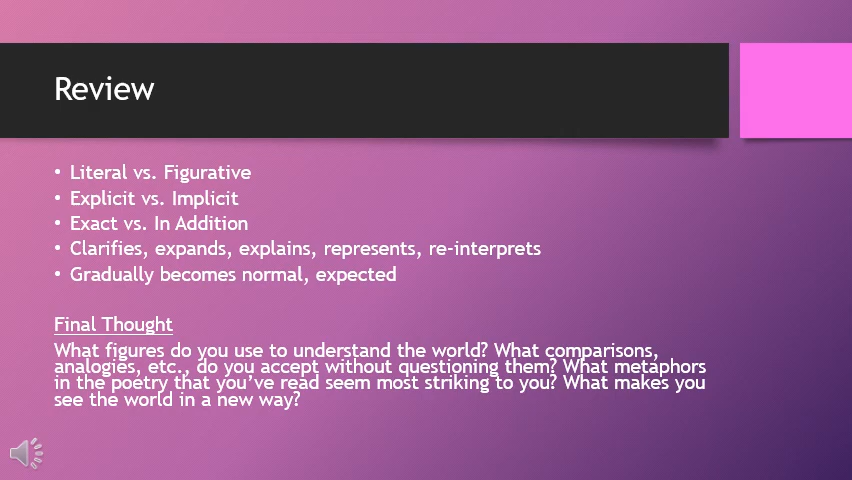 Review
• Literal vs. Figurative
• Explicit vs. Implicit
• Exact vs. In Addition
• Clarifies, expands, explains, represents, re-interprets
• Gradually becomes normal, expected
Final Thought
What figures do you use to understand the world? What comparisons,
analogies, etc., do you accept without questioning them? What metaphors
in the poetry that you’ve read seem most striking to you? What makes you
see the world in a new way?